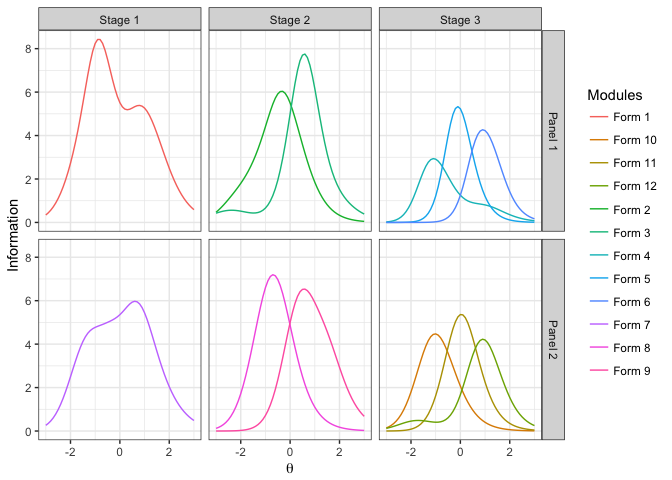 Stage 1
Stage 2
Stage 3
8
6
4
2
0
Panel 1
Information
8
6
4
2
0
Panel 2
-2 0 2
-2 0 2
-2 0 2
θ
Modules
Form 1
Form 10
Form 11
Form 12
Form 2
Form 3
Form 4
Form 5
Form 6
Form 7
Form 8
Form 9